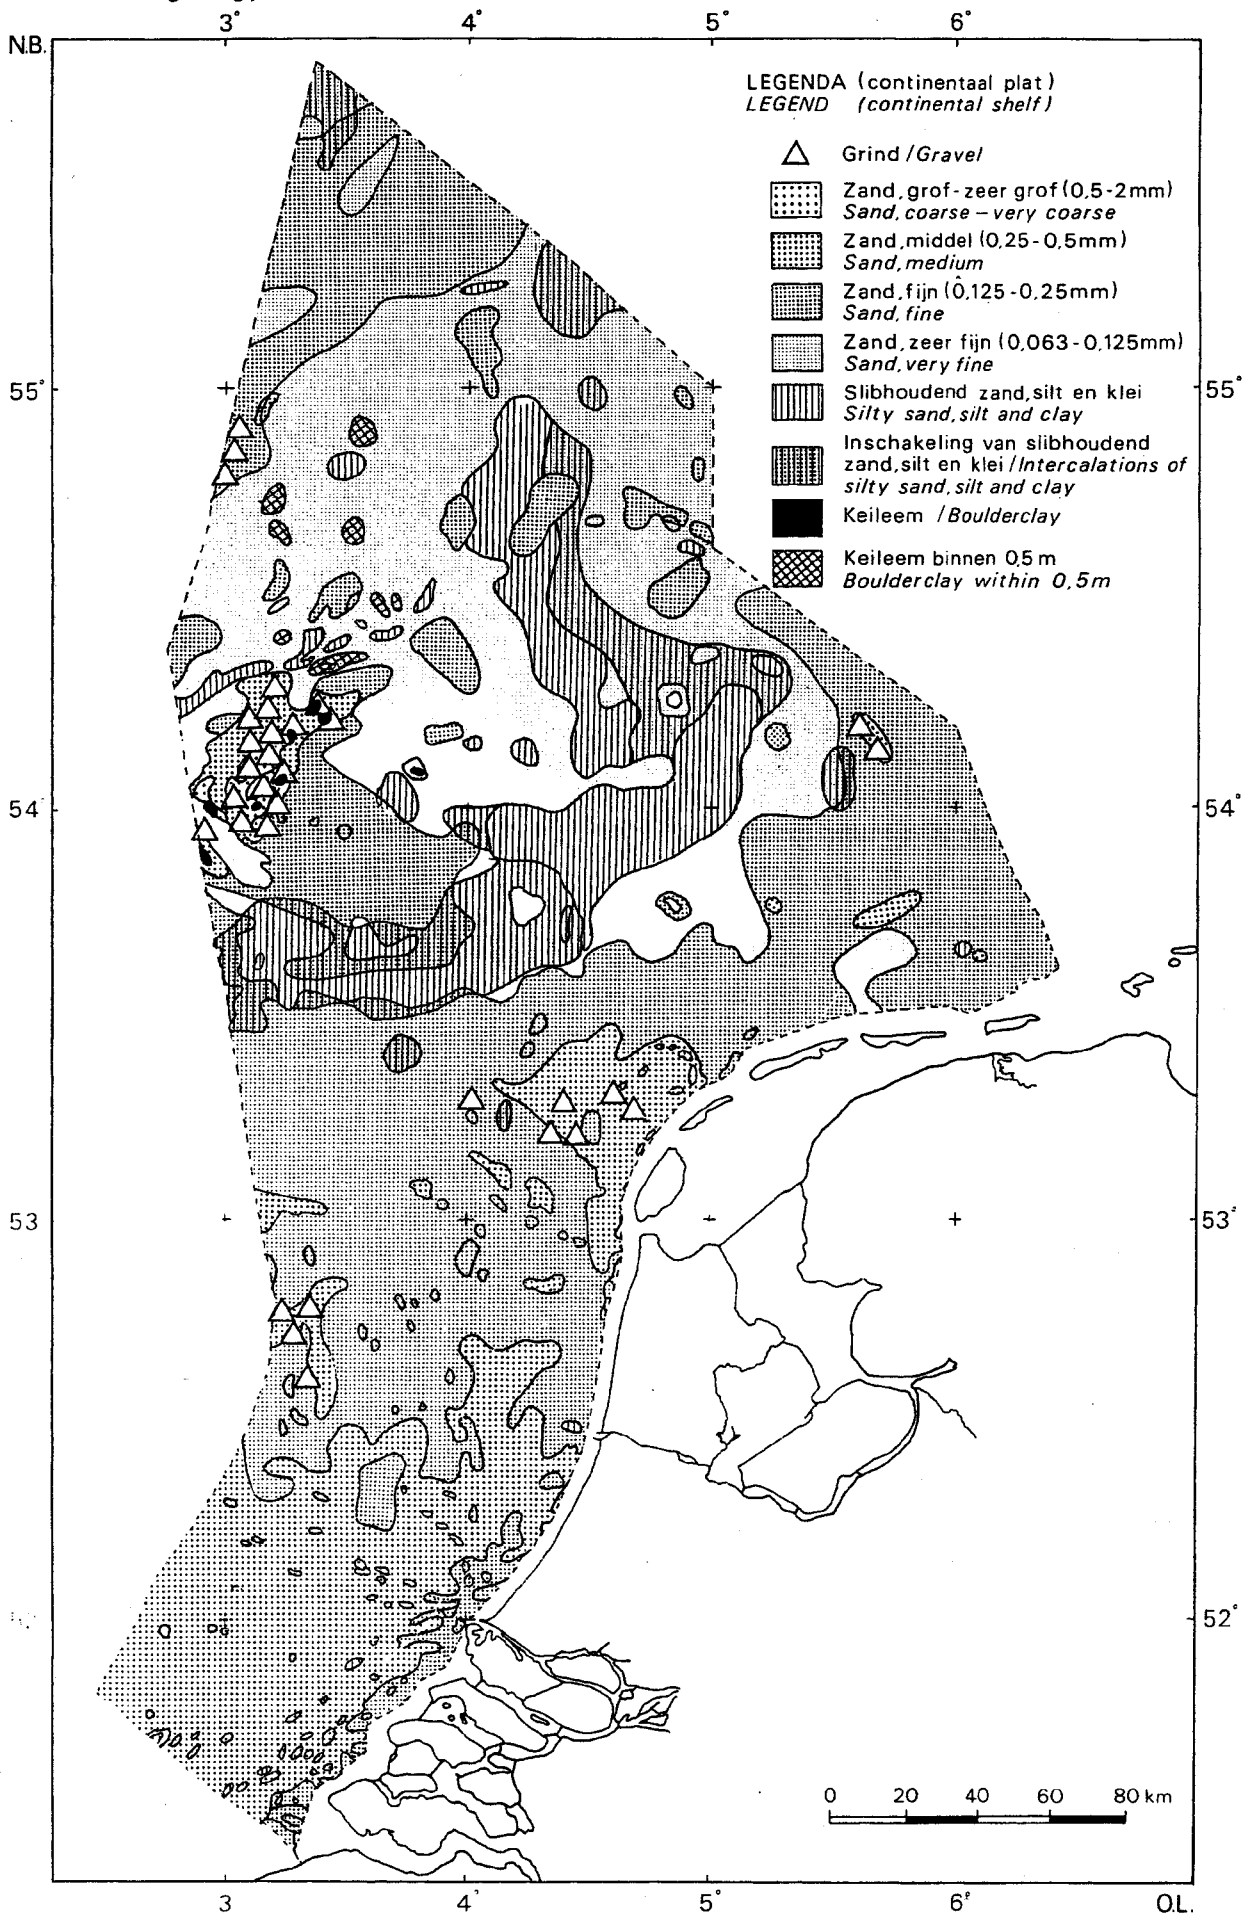 3° 4° 5° 6°
N.B.
LEGENDA (continentaal plat)
LEGEND (continental shelf)
Grind / Gravel
Zand, grof-zeer grof (0,5-2mm)
Sand, coarse – very coarse
Zand, middel (0,25-0,5mm)
Sand, medium
Zand, fijn (0,125-0,25mm)
Sand, fine
Zand, zeer fijn (0,063-0,125mm)
Sand, very fine
Slibhoudend zand, silt en klei
Silty sand, silt and clay
Inschakeling van slibhoudend
zand, silt en klei / Intercalations of
silty sand, silt and clay
Keileem / Boulderclay
Keileem binnen 0,5 m
Boulderclay within 0,5 m
55° 55°
54° 54°
53 53°
52°
0 20 40 60 80 km
3 4° 5° 6° O.L.